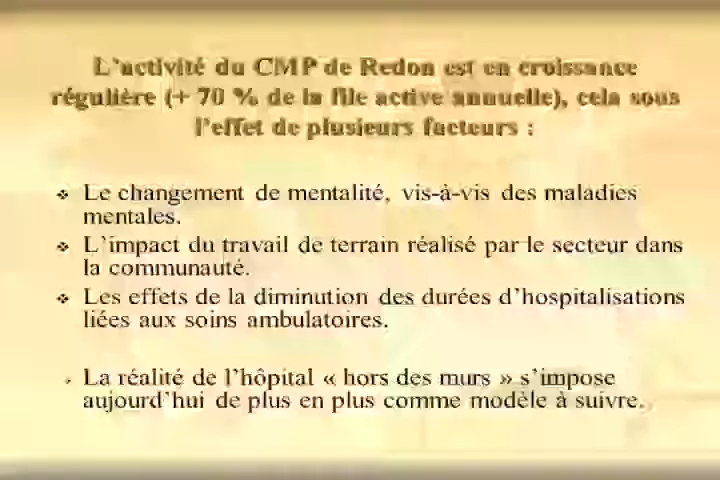 L'activité du CMP de Redon est en croissance
régulière (+ 70 % de la file active annuelle), cela sous
l'effet de plusieurs facteurs :
Le changement de mentalité, vis-à-vis des maladies
mentales.
L'impact du travail de terrain réalisé par le secteur dans
la communauté.
Les effets de la diminution des durées d'hospitalisations
liées aux soins ambulatoires.
La réalité de l'hôpital « hors des murs » s'impose
aujourd'hui de plus en plus comme modèle à suivre.